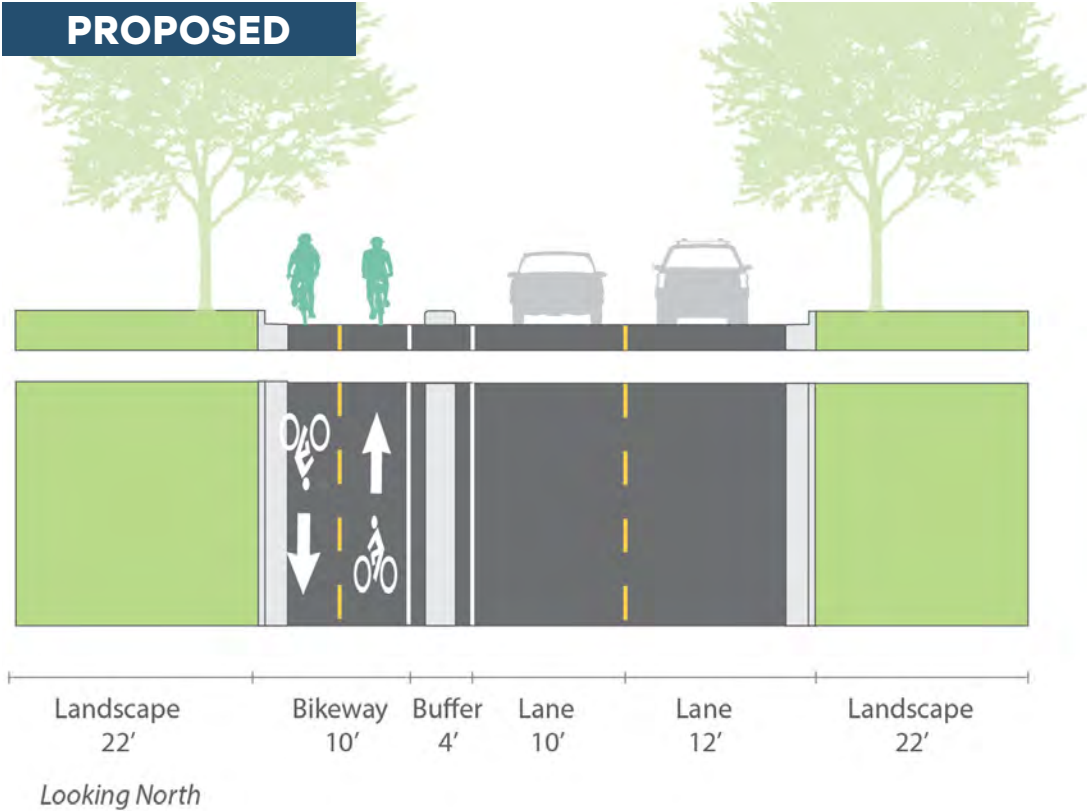 PROPOSED
Landscape
22’
Bikeway
10’
Buffer
4’
Lane
10’
Lane
12’
Landscape
22’
Looking North